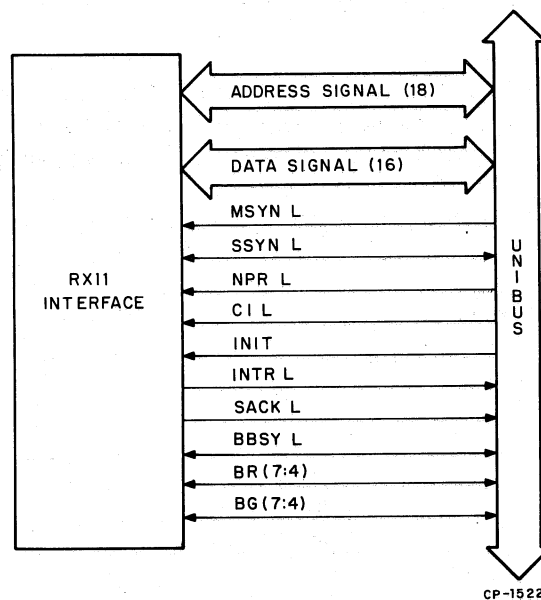 ADDRESS SIGNAL (18)
DATA SIGNAL (16)
MSYN L
SSYN L
NPR L
CI L
INIT
INTR L
SACK L
BBSY L
BR (7:4)
BG (7:4)
RX11
INTERFACE
UNIBUS
CP-1522